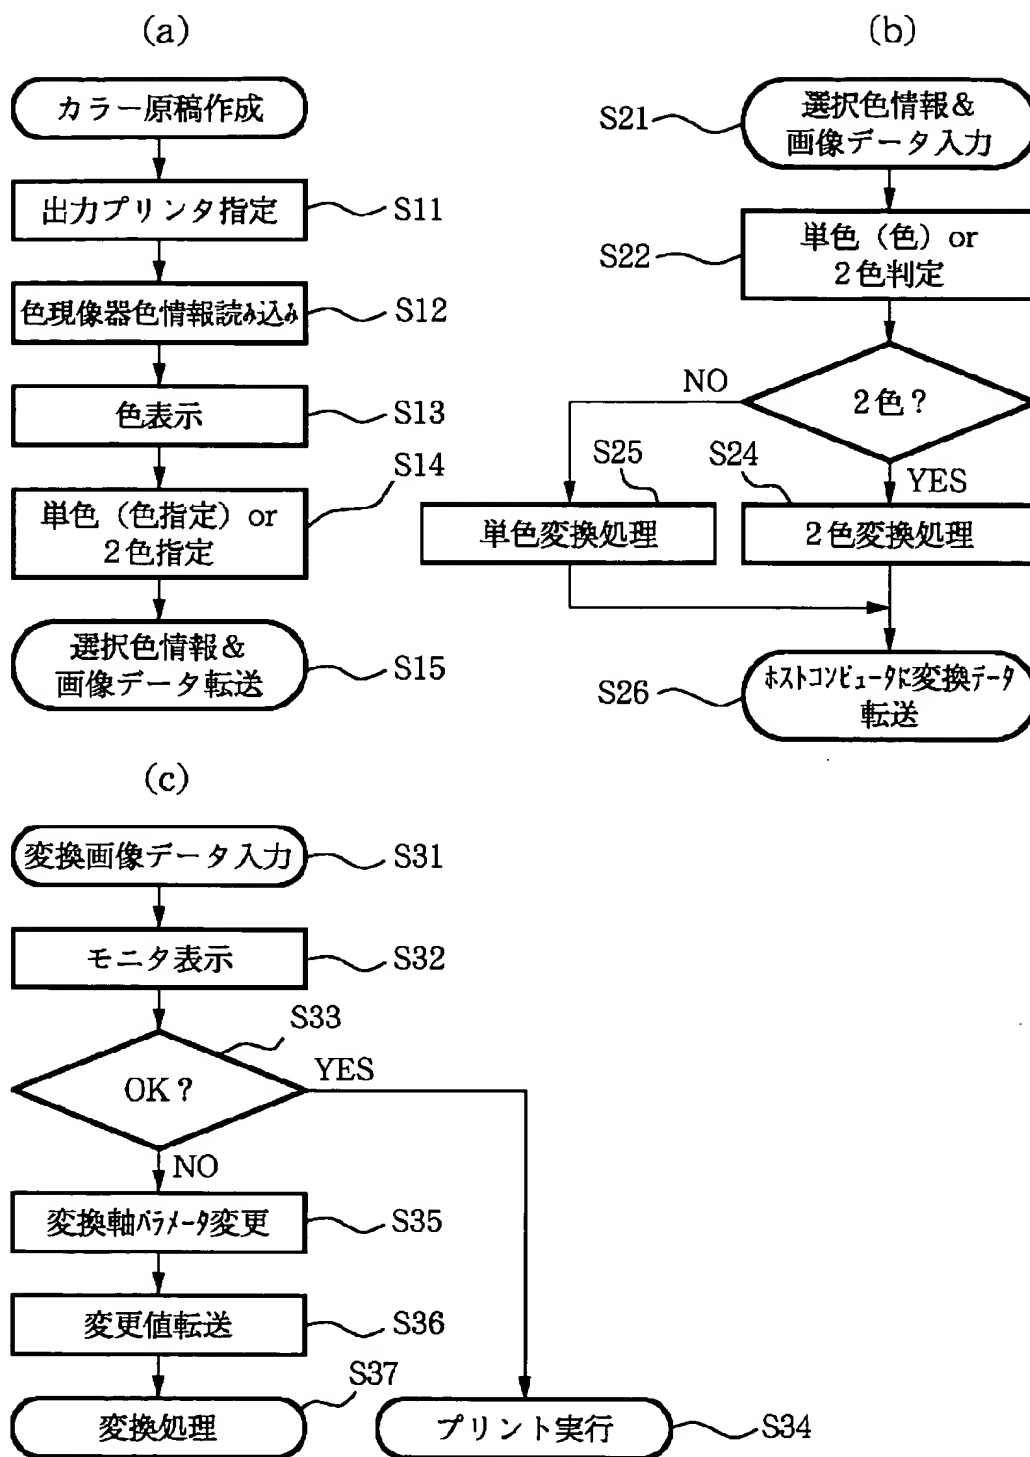 (a)
カラー原稿作成
出力プリンタ指定
S11
色現像器色情報読み込み
S12
色表示
S13
S14
単色（色指定）or
2色指定
選択色情報&
画像データ転送
S15
(b)
選択色情報&
画像データ入力
S21
単色（色）or
2色判定
S22
2色？
NO
YES
S25
単色変換処理
S24
2色変換処理
ホストコンピュータに変換データ
転送
S26
(c)
変換画像データ入力
S31
モニタ表示
S32
S33
OK？
YES
NO
変換軸パラメータ変更
S35
変更値転送
S36
S37
変換処理
プリント実行
S34